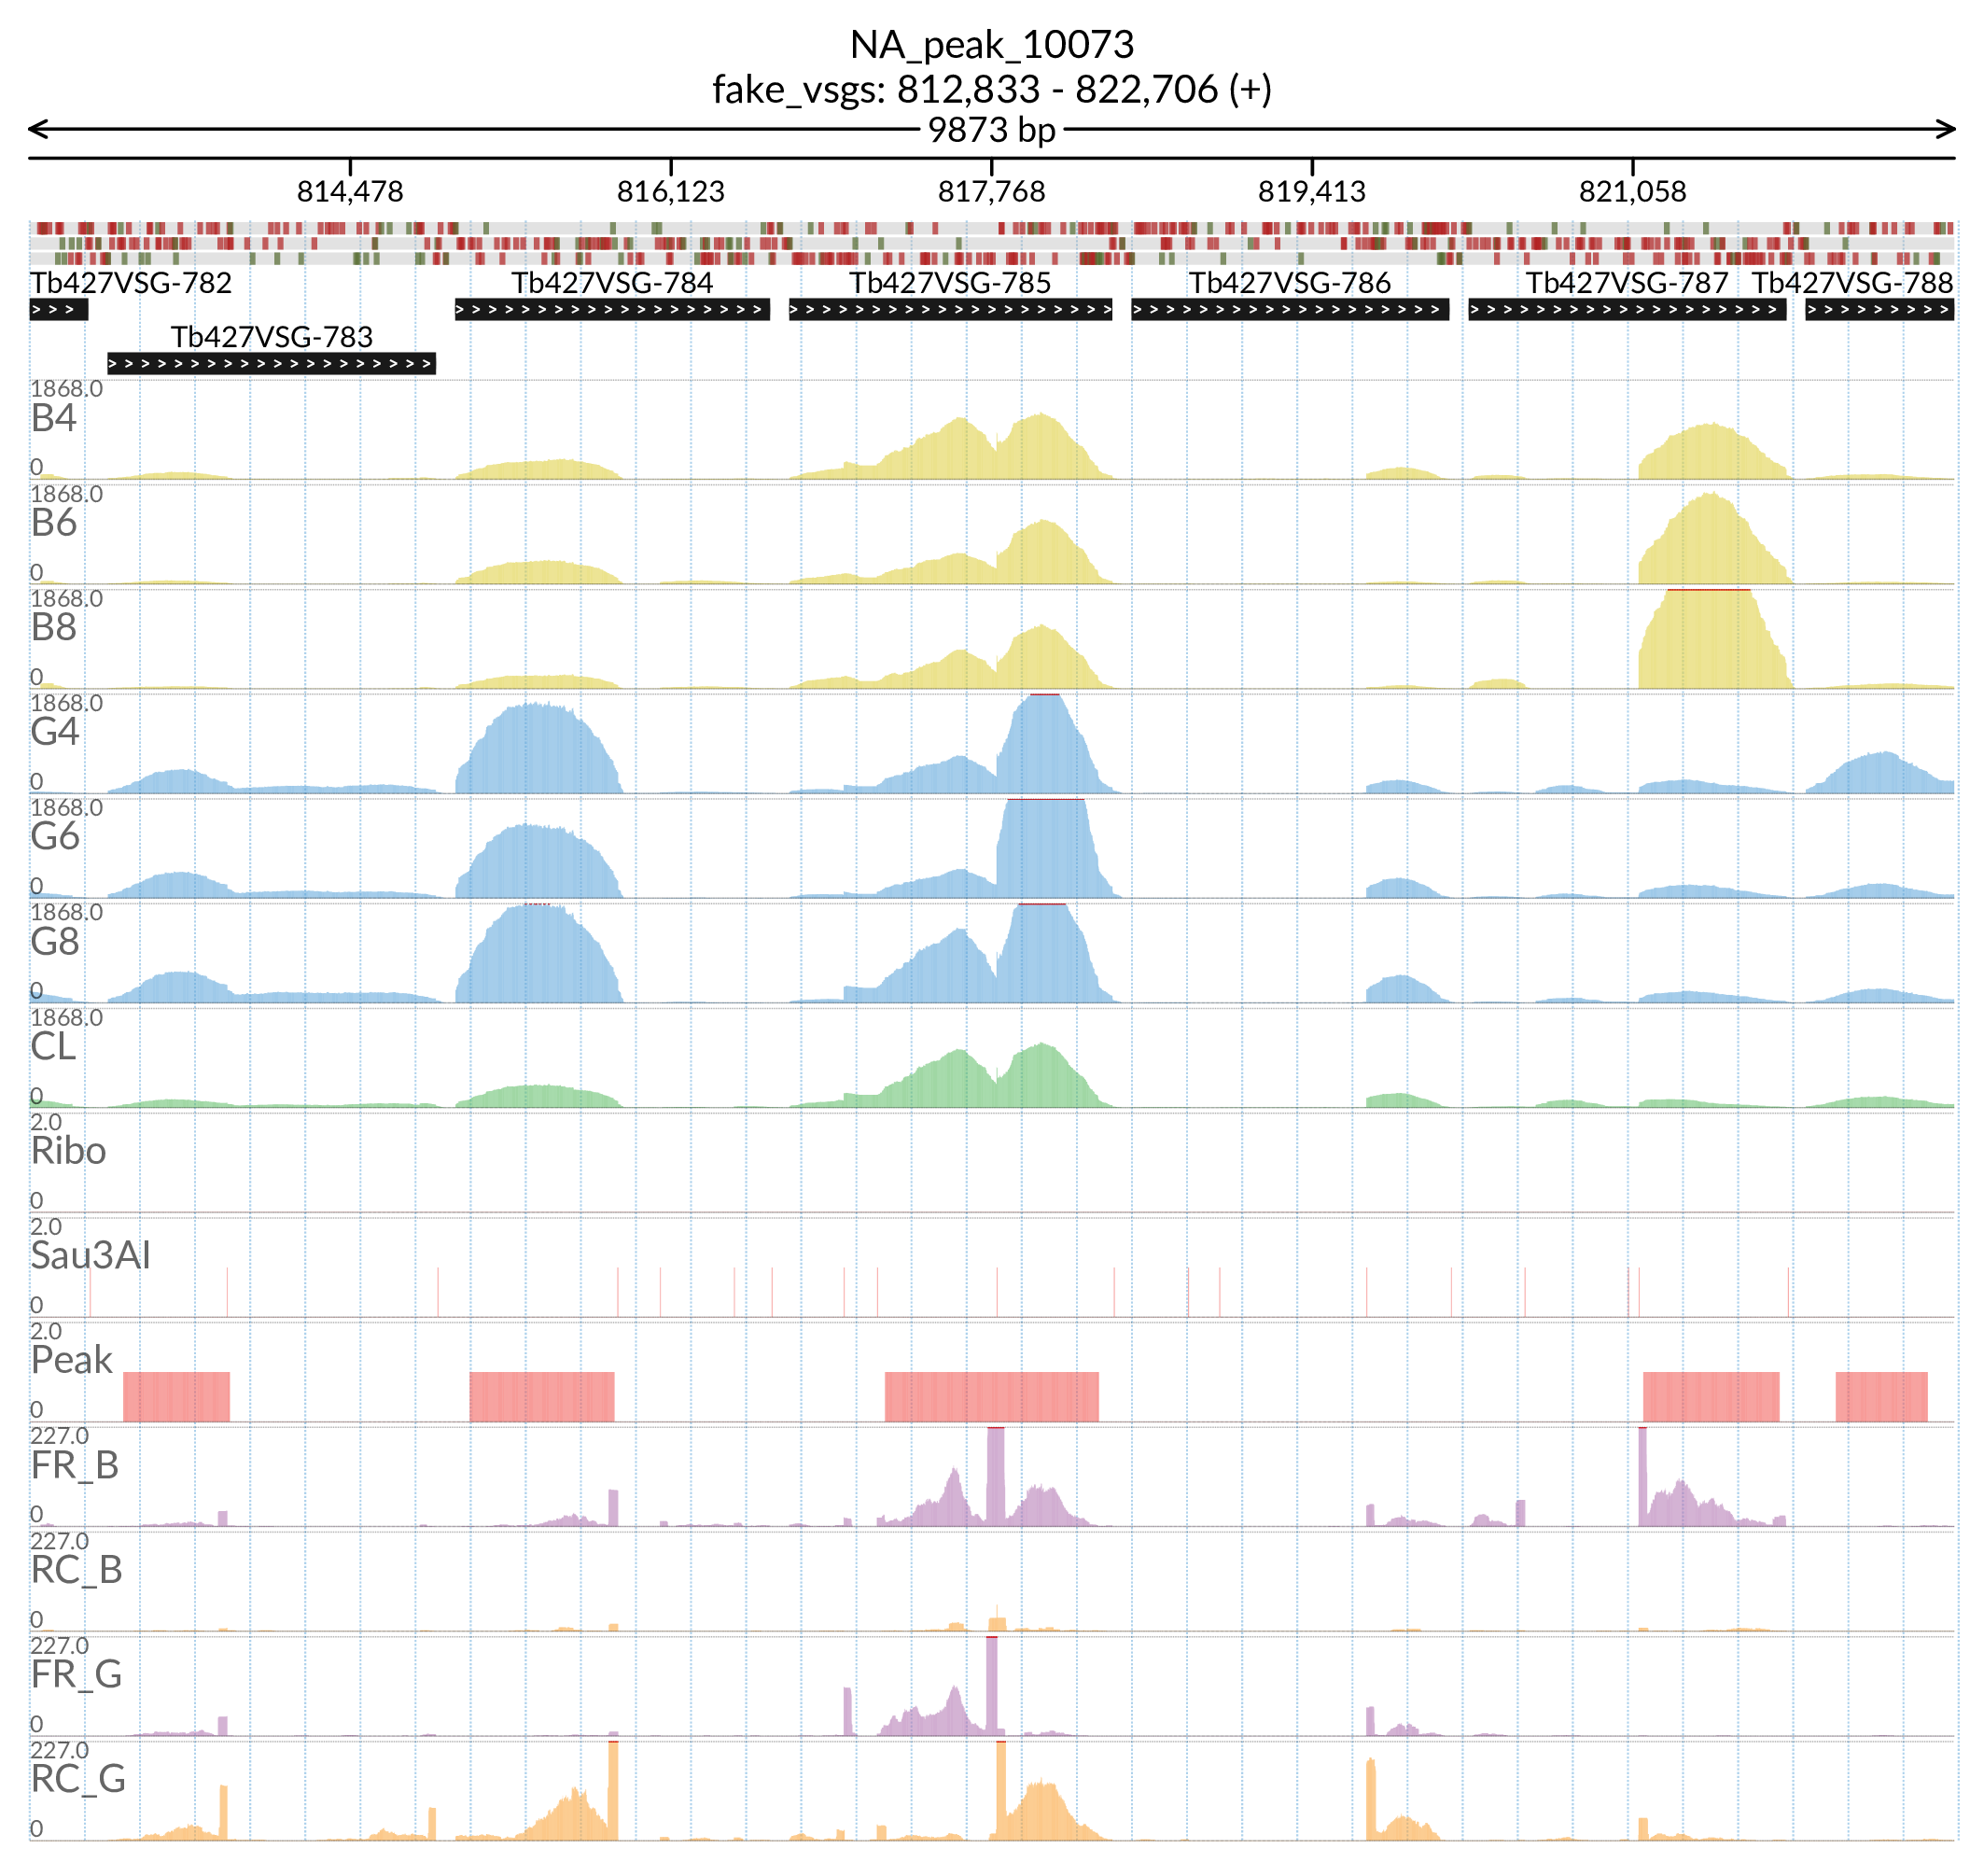 NA_peak_10073
fake_vsgs: 812,833 - 822,706 (+)
9873 bp
814,478 816,123 817,768 819,413 821,058
Tb427VSG-782 Tb427VSG-784 Tb427VSG-785 Tb427VSG-786 Tb427VSG-787 Tb427VSG-788
Tb427VSG-783
1868.0
B4
0
1868.0
B6
0
1868.0
B8
0
1868.0
G4
0
1868.0
G6
0
1868.0
G8
0
1868.0
CL
0
2.0
Ribo
0
2.0
Sau3AI
0
2.0
Peak
0
227.0
FR_B
0
227.0
RC_B
0
227.0
FR_G
0
227.0
RC_G
0